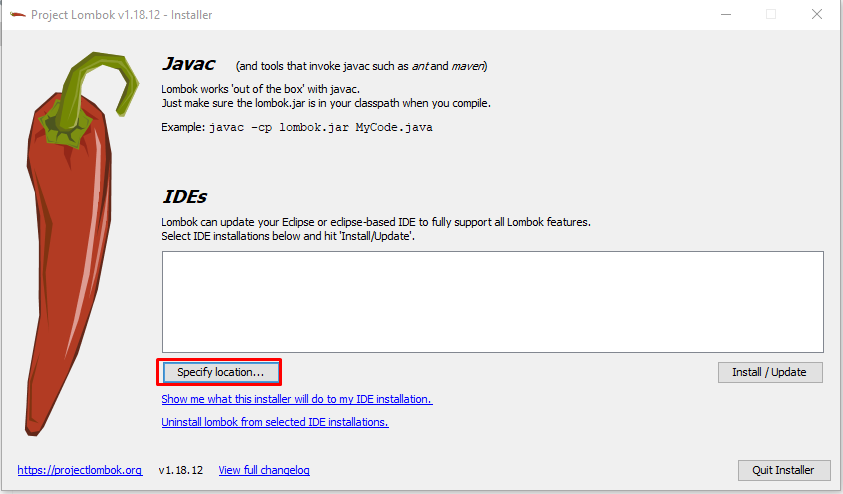 Project Lombok v1.18.12 - Installer
Javac (and tools that invoke javac such as ant and maven)
Lombok works 'out of the box' with javac.
Just make sure the lombok.jar is in your classpath when you compile.
Example: javac -cp lombok.jar MyCode.java
IDEs
Lombok can update your Eclipse or eclipse-based IDE to fully support all Lombok features.
Select IDE installations below and hit 'Install/Update'.
Specify location... Install / Update
Show me what this installer will do to my IDE installation.
Uninstall lombok from selected IDE installations.
https://projectlombok.org v1.18.12 View full changelog Quit Installer